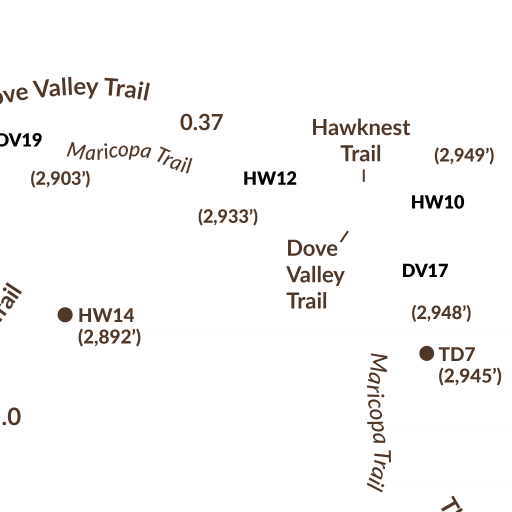 ove Valley Trail
0.37
Hawknest
Trail
DV19
Maricopa Trail
(2,949’)
(2,903’)
HW12
HW10
(2,933’)
Dove
Valley
Trail
DV17
(2,948’)
rail
HW14
(2,892’)
TD7
(2,945’)
Maricopa Trail
.0